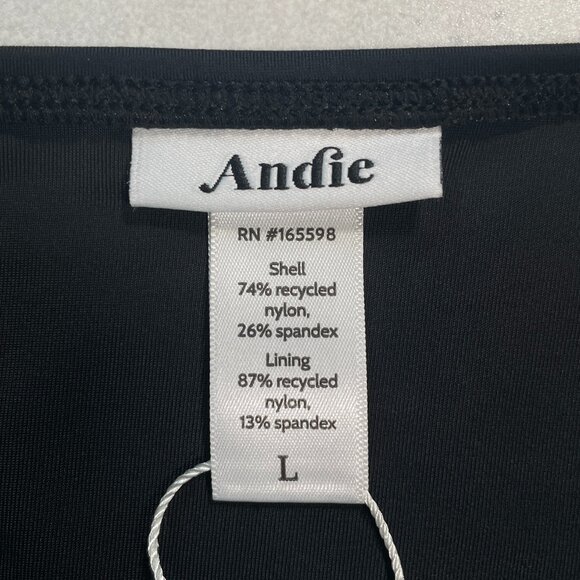 Andie
RN #165598
Shell
74% recycled
nylon,
26% spandex
Lining
87% recycled
nylon,
13% spandex
L